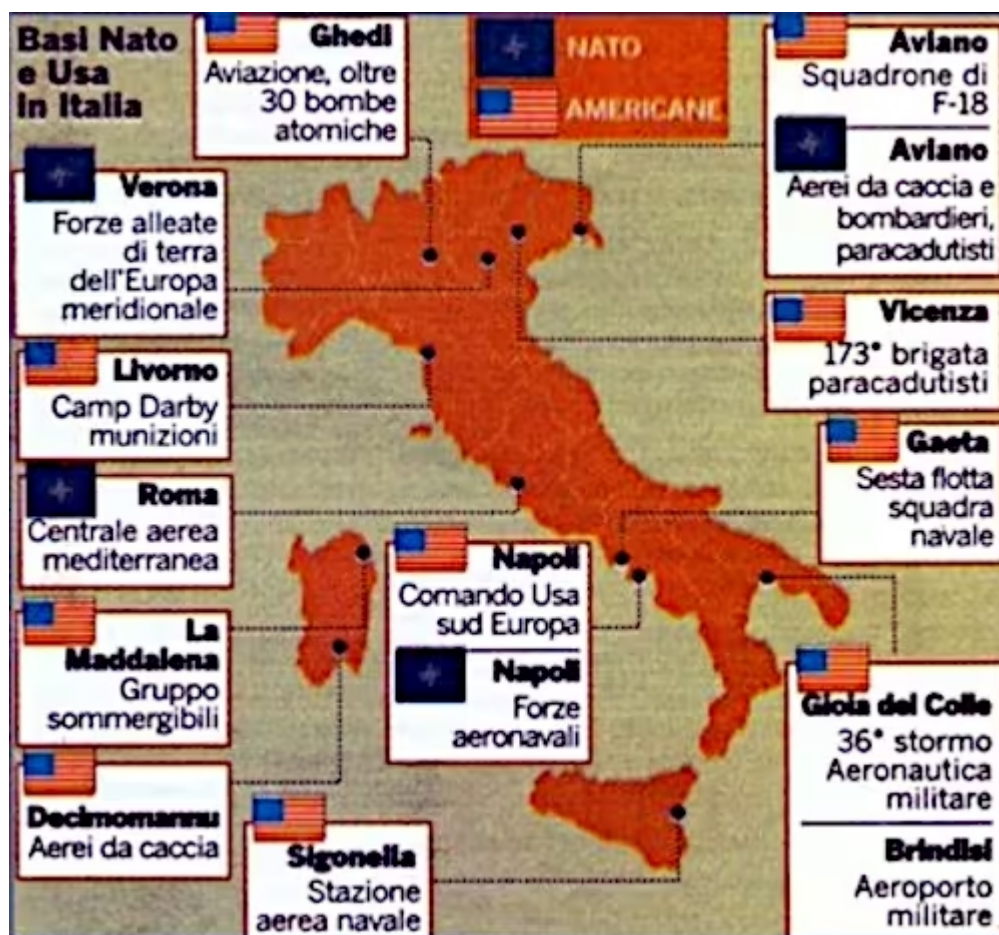 Basi Nato
e Usa
in Italia
Ghedi
Aviazione, oltre
30 bombe
atomiche
NATO
AMERICANE
Aviano
Squadrone di
F-18
Aviano
Aerei da caccia e
bombardieri,
paracadutisti
Verona
Forze alleate
di terra
dell'Europa
meridionale
Vicenza
173° brigata
paracadutisti
Livorno
Camp Darby
munizioni
Gaeta
Sesta flotta
squadra
navale
Roma
Centrale aerea
mediterranea
Napoli
Comando Usa
sud Europa
Napoli
Forze
aeronavali
La
Maddalena
Gruppo
sommergibili
Gioia del Colle
36° stormo
Aeronautica
militare
Brindisi
Aeroporto
militare
Decimomannu
Aerei da caccia
Sigonella
Stazione
aerea navale